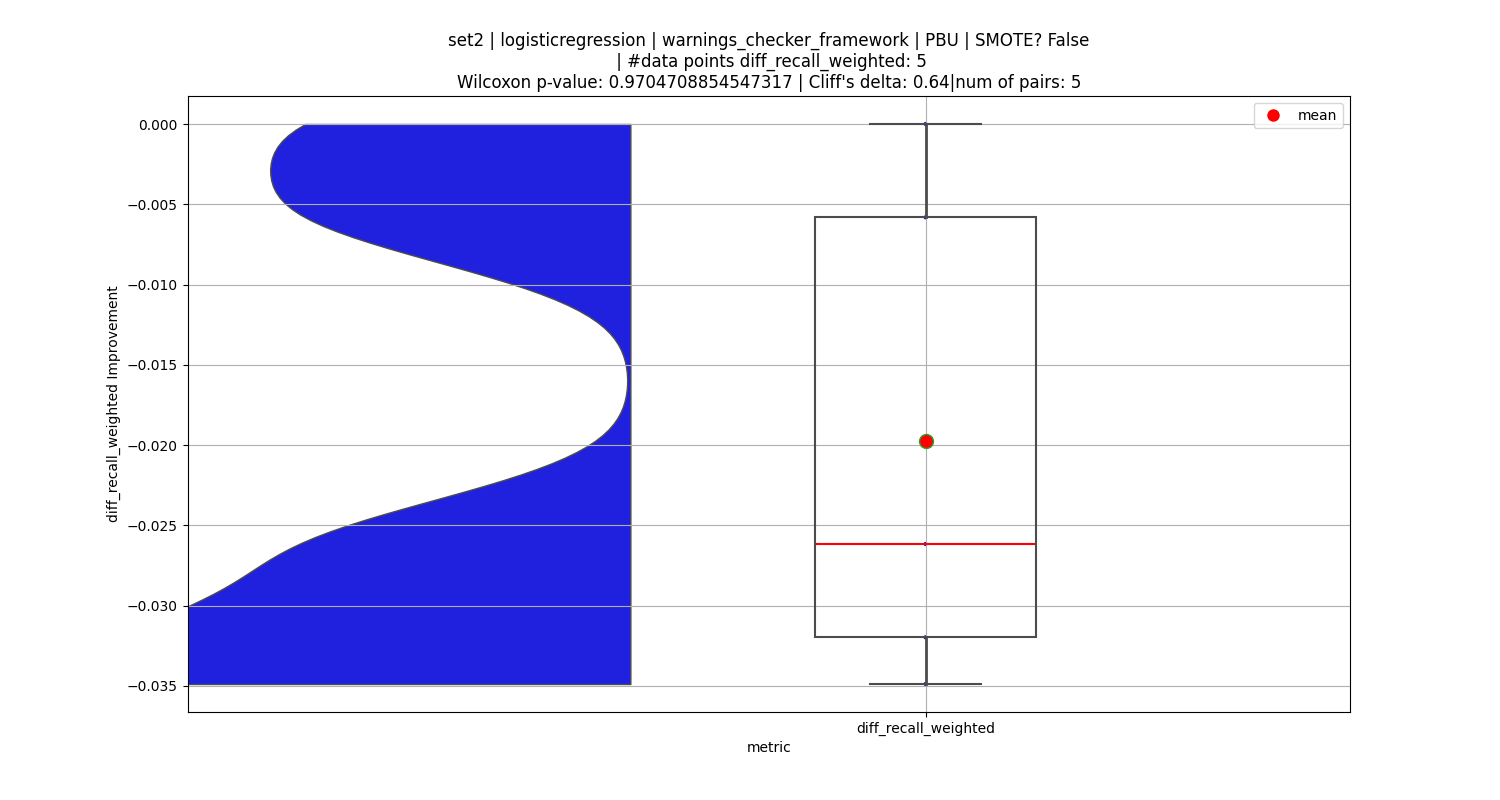 set2 | logisticregression | warnings_checker_framework | PBU | SMOTE? False
| #data points diff_recall_weighted: 5
Wilcoxon p-value: 0.9704708854547317 | Cliff's delta: 0.64|num of pairs: 5
mean
0.000
−0.005
−0.010
−0.015
−0.020
−0.025
−0.030
−0.035
diff_recall_weighted Improvement
diff_recall_weighted
metric